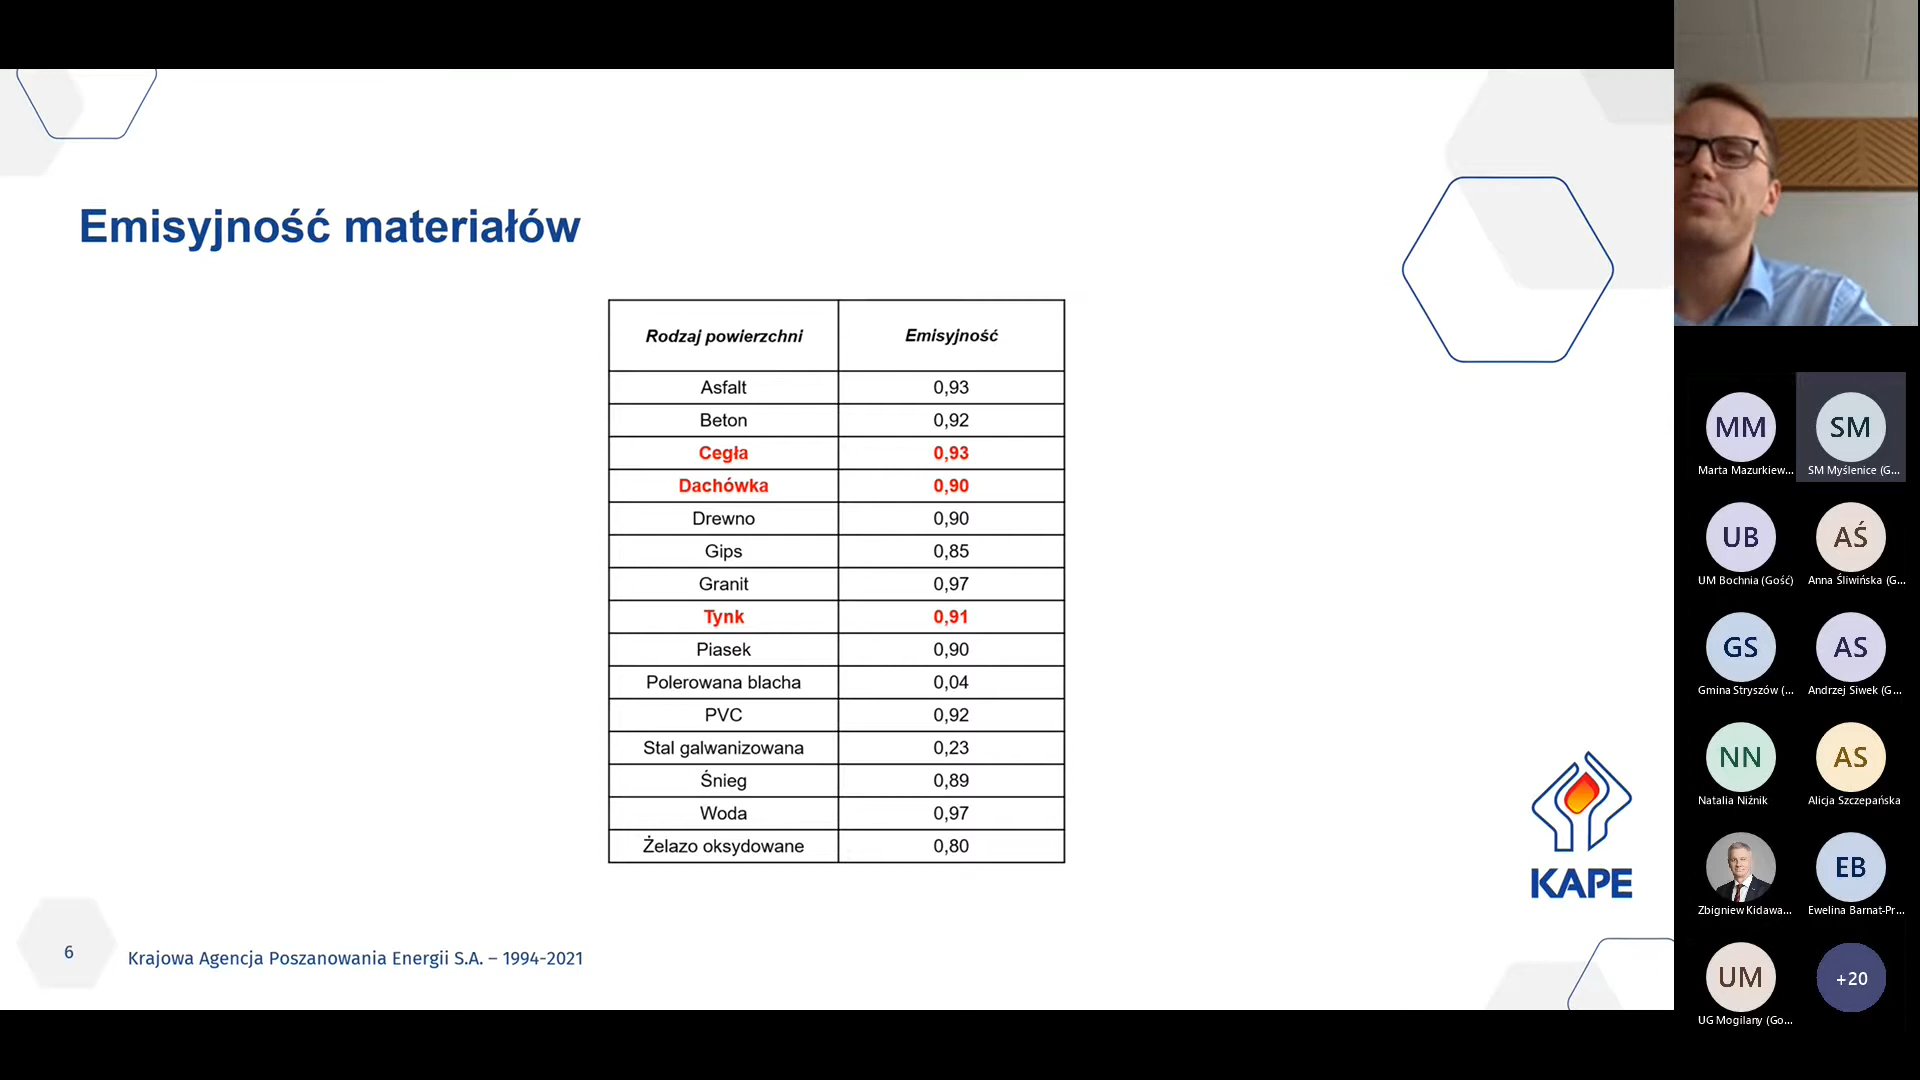 Emisyjność materiałów
Rodzaj powierzchni Emisyjność
Asfalt 0,93
Beton 0,92
Cegła 0,93
Dachówka 0,90
Drewno 0,90
Gips 0,85
Granit 0,97
Tynk 0,91
Piasek 0,90
Polerowana blacha 0,04
PVC 0,92
Stal galwanizowana 0,23
Śnieg 0,89
Woda 0,97
Żelazo oksydowane 0,80
KAPE
6
Krajowa Agencja Poszanowania Energii S.A. – 1994-2021
MM SM
Marta Mazurkiew... SM Myślenice (G...
UB AŚ
UM Bochnia (Gość) Anna Śliwińska (G...
GS AS
Gmina Stryszów (... Andrzej Siwek (G...
NN AS
Natalia Niżnik Alicja Szczepańska
EB
Zbigniew Kidawa... Ewelina Barnat-Pr...
UM +20
UG Mogilany (Go...